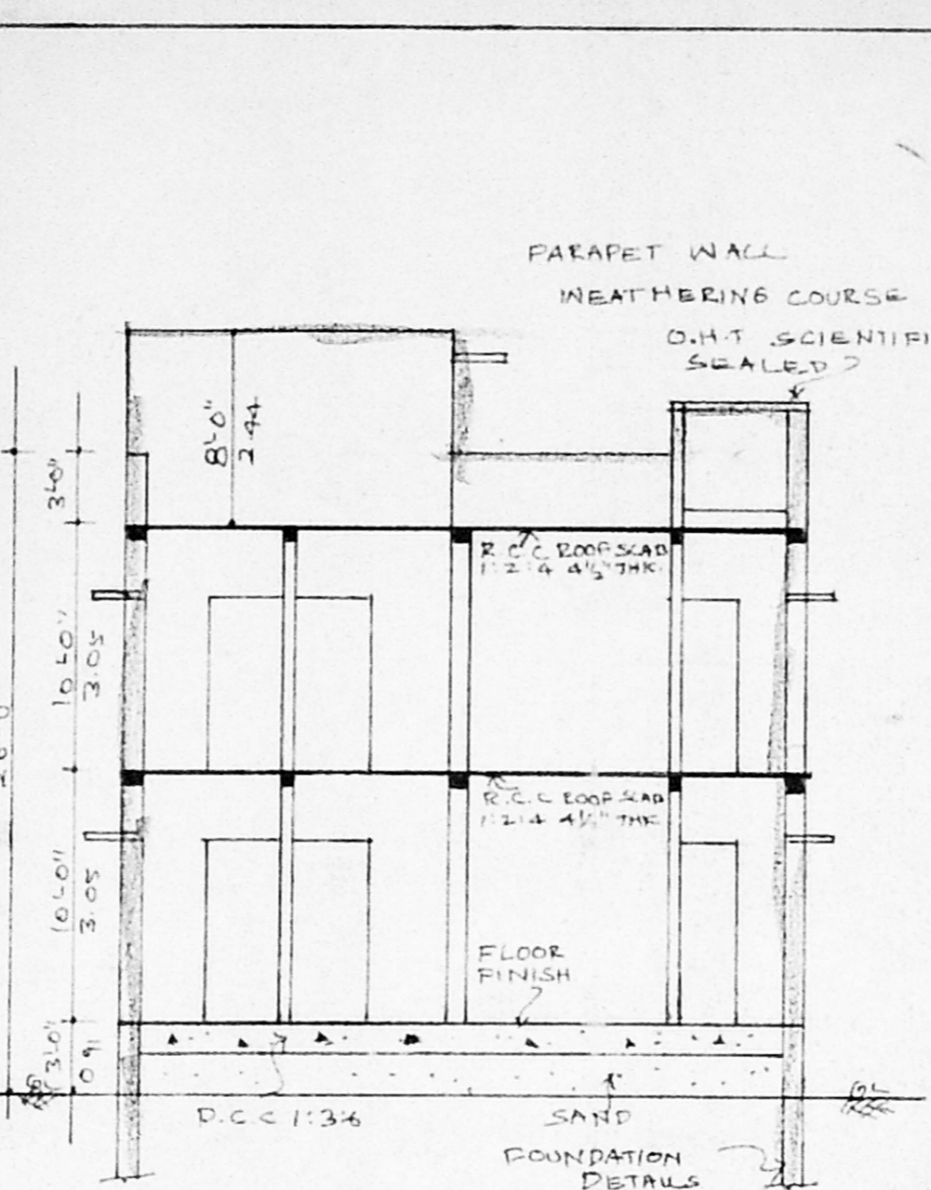 PARAPET WALL
WEATHERING COURSE
O.H.T SCIENTIFI
SEALED
8'-0"
2.44
3'-0"
R.C.C ROOF SLAB
1:2:4 4½" THK.
10'-0"
3.05
R.C.C ROOF SLAB
1:2:4 4½" THK
10'-0"
3.05
FLOOR
FINISH
3'-0"
0.91
P.C.C 1:3:6
SAND
FOUNDATION
DETAILS